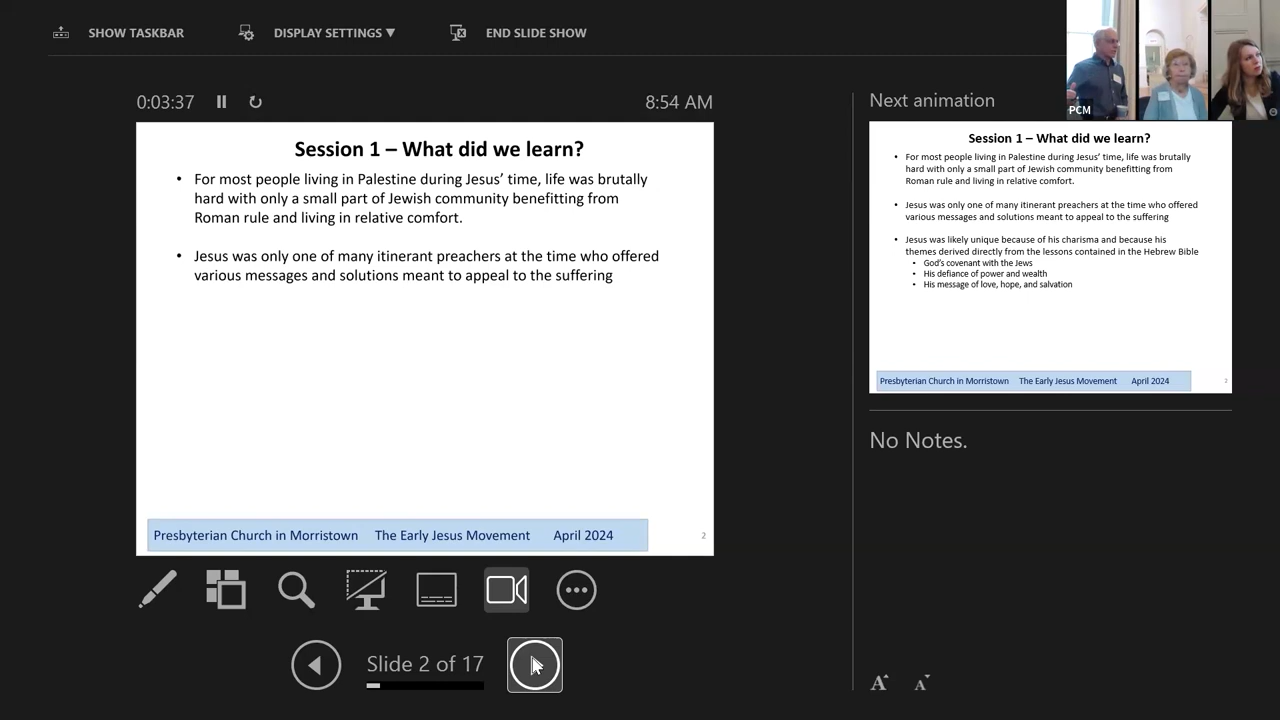 SHOW TASKBAR
DISPLAY SETTINGS ▼
END SLIDE SHOW
PCM
0:03:37
8:54 AM
Session 1 – What did we learn?
• For most people living in Palestine during Jesus’ time, life was brutally
hard with only a small part of Jewish community benefitting from
Roman rule and living in relative comfort.
• Jesus was only one of many itinerant preachers at the time who offered
various messages and solutions meant to appeal to the suffering
Presbyterian Church in Morristown The Early Jesus Movement April 2024
2
Slide 2 of 17
Next animation
Session 1 – What did we learn?
• For most people living in Palestine during Jesus’ time, life was brutally
hard with only a small part of Jewish community benefitting from
Roman rule and living in relative comfort.
• Jesus was only one of many itinerant preachers at the time who offered
various messages and solutions meant to appeal to the suffering
• Jesus was likely unique because of his charisma and because his
themes derived directly from the lessons contained in the Hebrew Bible
• God’s covenant with the Jews
• His defiance of power and wealth
• His message of love, hope, and salvation
Presbyterian Church in Morristown The Early Jesus Movement April 2024
No Notes.
A A